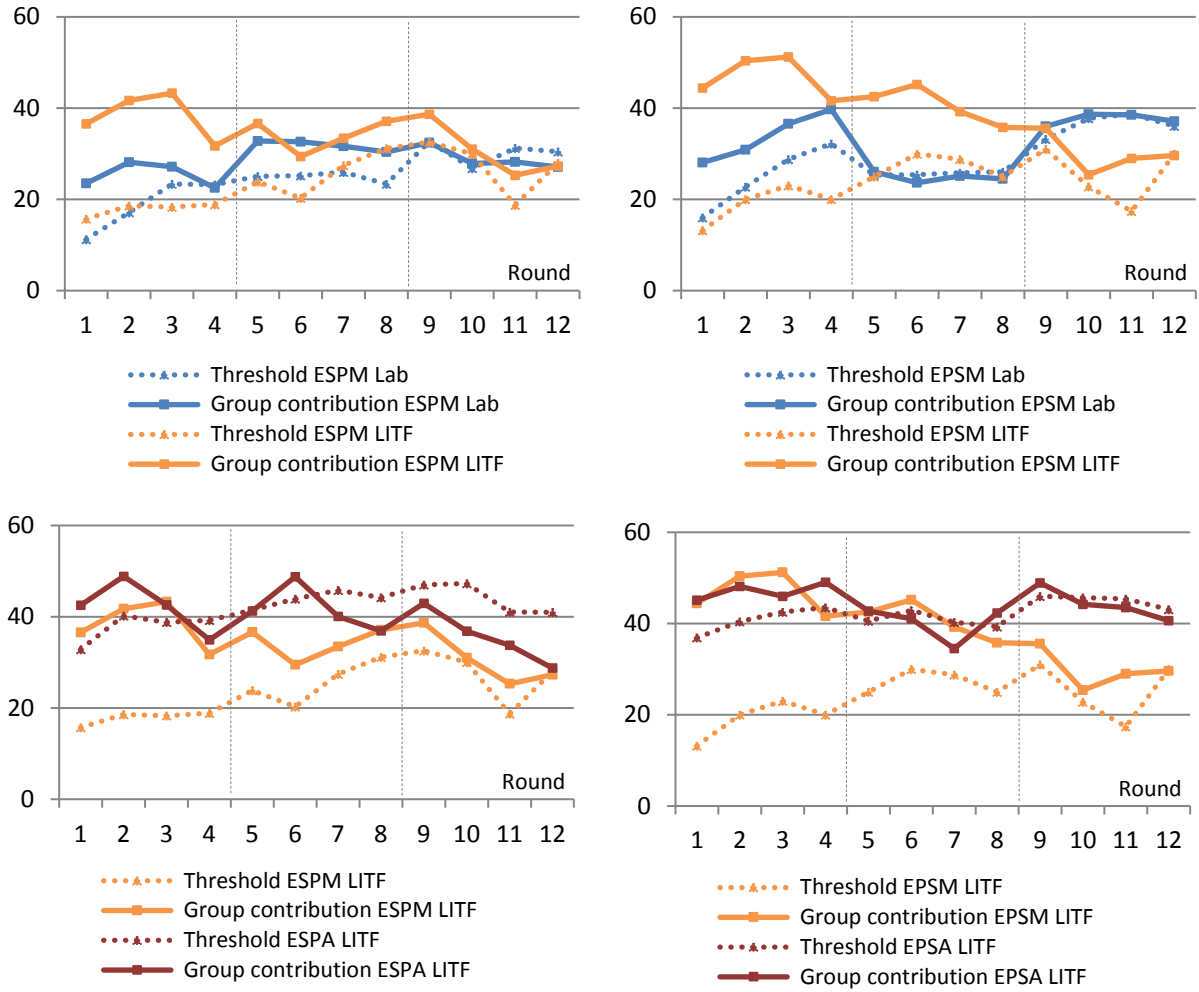 60
40
20
0
Round
1 2 3 4 5 6 7 8 9 10 11 12
Threshold ESPM Lab
Group contribution ESPM Lab
Threshold ESPM LITF
Group contribution ESPM LITF
60
40
20
0
Round
1 2 3 4 5 6 7 8 9 10 11 12
Threshold EPSM Lab
Group contribution EPSM Lab
Threshold EPSM LITF
Group contribution EPSM LITF
60
40
20
0
Round
1 2 3 4 5 6 7 8 9 10 11 12
Threshold ESPM LITF
Group contribution ESPM LITF
Threshold ESPA LITF
Group contribution ESPA LITF
60
40
20
0
Round
1 2 3 4 5 6 7 8 9 10 11 12
Threshold EPSM LITF
Group contribution EPSM LITF
Threshold EPSA LITF
Group contribution EPSA LITF